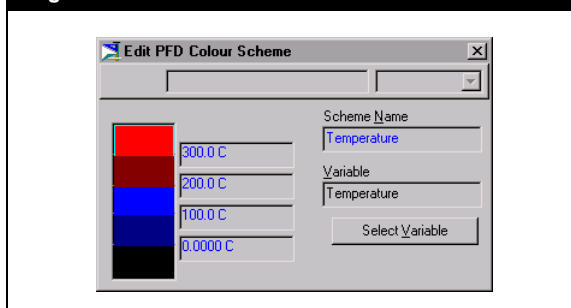 Edit PFD Colour Scheme
Scheme Name
Temperature
300.0 C
Variable
200.0 C
Temperature
100.0 C
Select Variable
0.0000 C